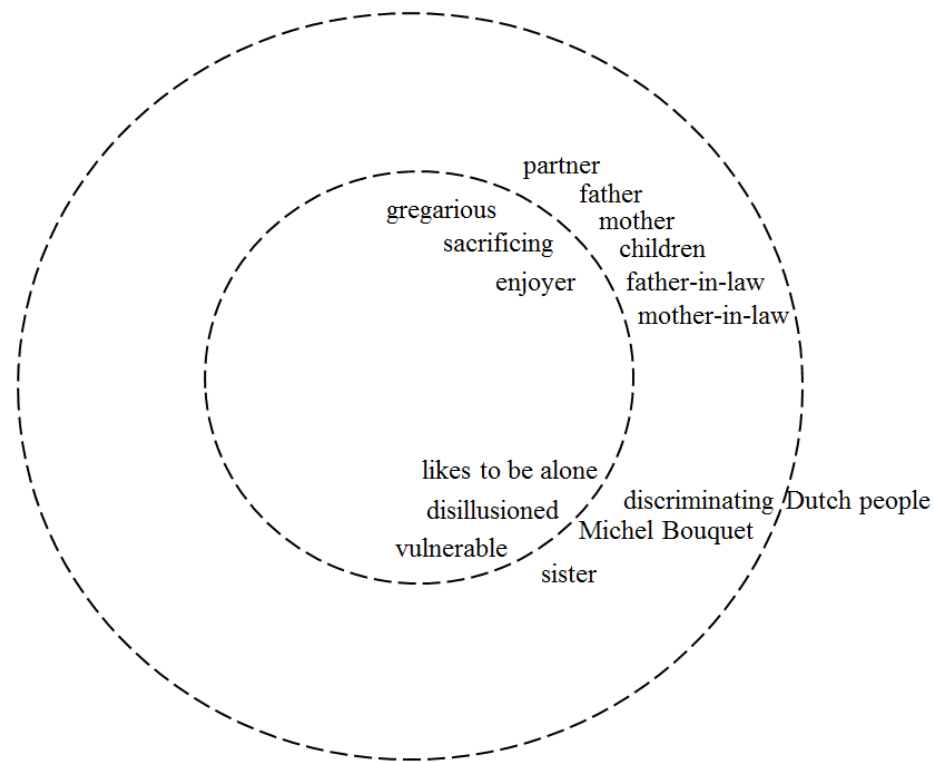 partner
father
gregarious
mother
sacrificing
children
enjoyer
father-in-law
mother-in-law
likes to be alone
discriminating Dutch people
disillusioned
Michel Bouquet
vulnerable
sister